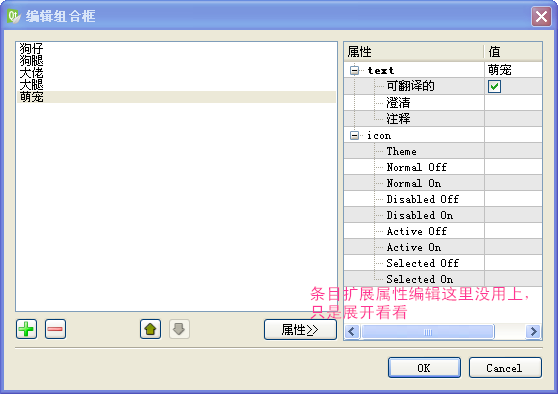 编辑组合框
狗仔
狗腿
大佬
大腿
萌宠
属性>>
属性 值
text 萌宠
可翻译的
澄清
注释
icon
Theme
Normal Off
Normal On
Disabled Off
Disabled On
Active Off
Active On
Selected Off
Selected On
条目扩展属性编辑这里没用上，
只是展开看看
OK Cancel